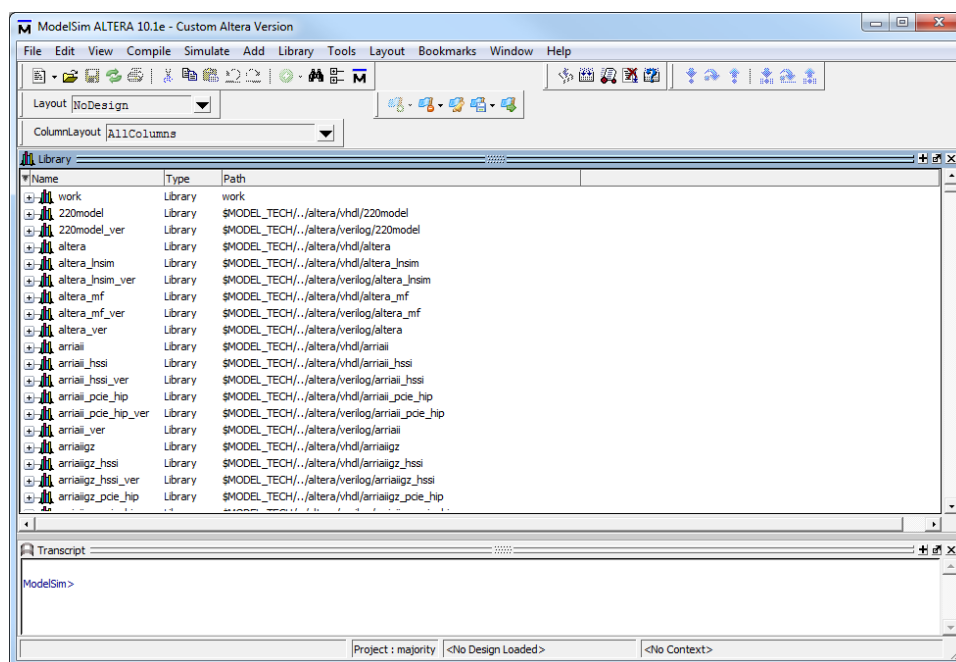 ModelSim ALTERA 10.1e - Custom Altera Version
File Edit View Compile Simulate Add Library Tools Layout Bookmarks Window Help
Layout NoDesign
ColumnLayout AllColumns
Library
Name Type Path
work Library work
220model Library $MODEL_TECH/../altera/vhdl/220model
220model_ver Library $MODEL_TECH/../altera/verilog/220model
altera Library $MODEL_TECH/../altera/vhdl/altera
altera_lnsim Library $MODEL_TECH/../altera/vhdl/altera_lnsim
altera_lnsim_ver Library $MODEL_TECH/../altera/verilog/altera_lnsim
altera_mf Library $MODEL_TECH/../altera/vhdl/altera_mf
altera_mf_ver Library $MODEL_TECH/../altera/verilog/altera_mf
altera_ver Library $MODEL_TECH/../altera/verilog/altera
arriaii Library $MODEL_TECH/../altera/vhdl/arriaii
arriaii_hssi Library $MODEL_TECH/../altera/vhdl/arriaii_hssi
arriaii_hssi_ver Library $MODEL_TECH/../altera/verilog/arriaii_hssi
arriaii_pcie_hip Library $MODEL_TECH/../altera/vhdl/arriaii_pcie_hip
arriaii_pcie_hip_ver Library $MODEL_TECH/../altera/verilog/arriaii_pcie_hip
arriaii_ver Library $MODEL_TECH/../altera/verilog/arriaii
arriaiigz Library $MODEL_TECH/../altera/vhdl/arriaiigz
arriaiigz_hssi Library $MODEL_TECH/../altera/vhdl/arriaiigz_hssi
arriaiigz_hssi_ver Library $MODEL_TECH/../altera/verilog/arriaiigz_hssi
arriaiigz_pcie_hip Library $MODEL_TECH/../altera/vhdl/arriaiigz_pcie_hip
Transcript
ModelSim>
Project : majority <No Design Loaded> <No Context>